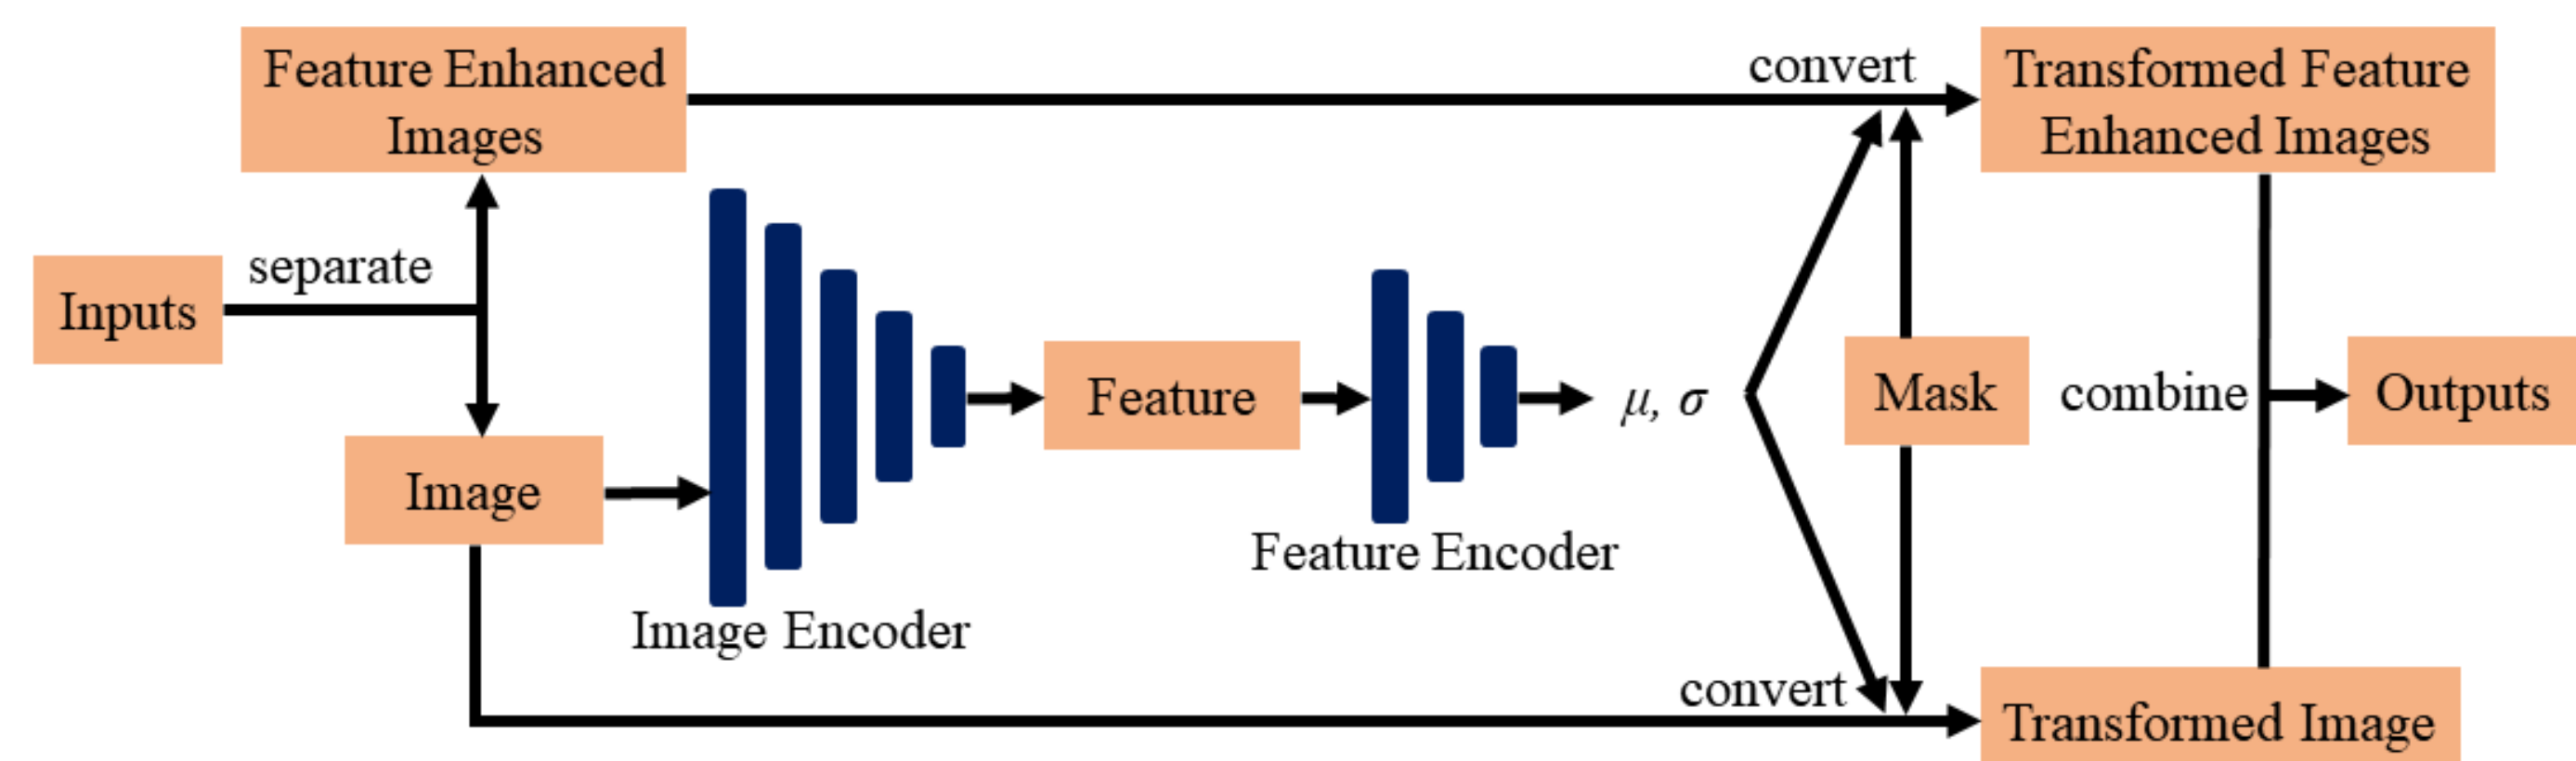 Feature Enhanced
Images
convert
Transformed Feature
Enhanced Images
separate
Inputs
Image
Image Encoder
Feature
Feature Encoder
μ, σ
Mask
combine
Outputs
convert
Transformed Image